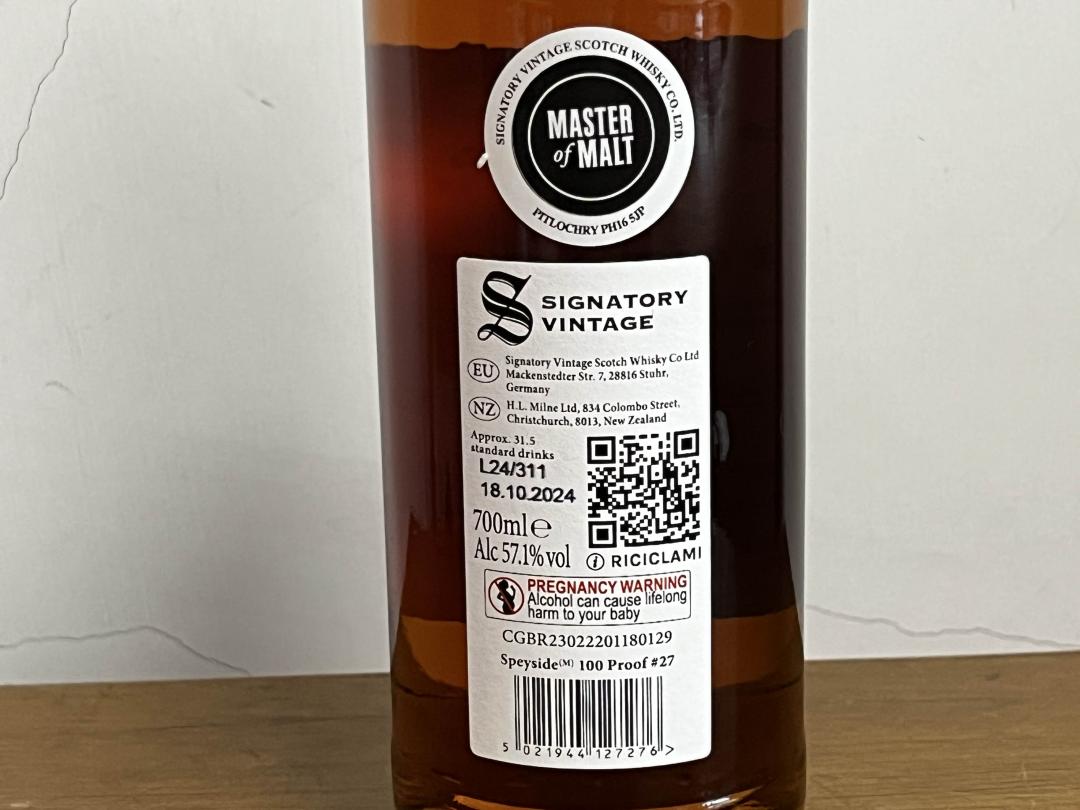 SIGNATORY VINTAGE SCOTCH WHISKY CO. LTD.
MASTER
of MALT
PITLOCHRY PH16 5JP
S SIGNATORY
VINTAGE
EU Signatory Vintage Scotch Whisky Co Ltd
Mackenstedter Str. 7, 28816 Stuhr,
Germany
NZ H.L. Milne Ltd, 834 Colombo Street,
Christchurch, 8013, New Zealand
Approx. 31.5
standard drinks
L24/311
18.10.2024
700ml e
Alc 57.1% vol
i RICICLAMI
PREGNANCY WARNING
Alcohol can cause lifelong
harm to your baby
CGBR23022201180129
Speyside(M) 100 Proof #27
5 021944 127276 >